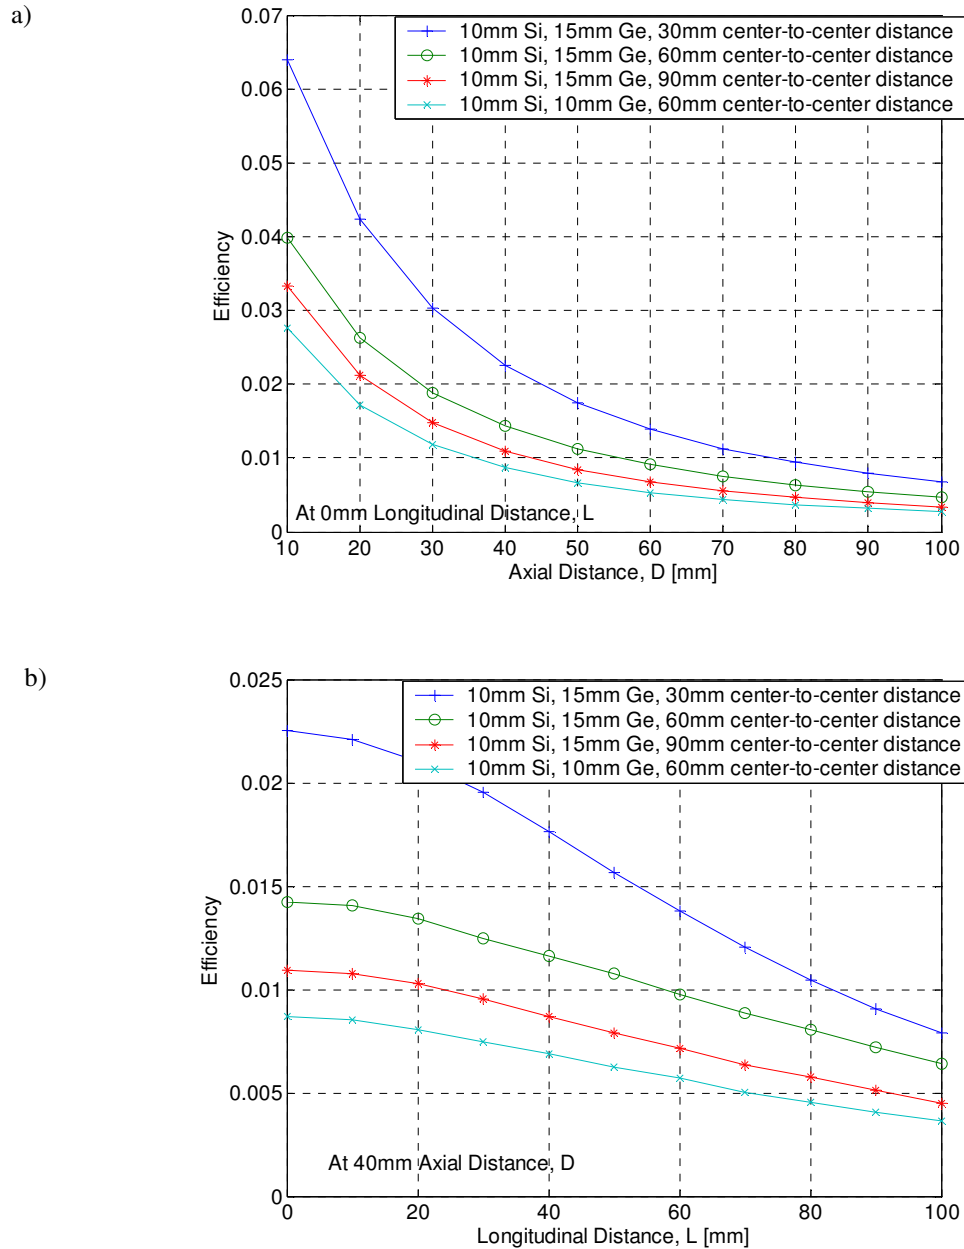 a)
0.07
0.06
0.05
0.04
0.03
0.02
0.01
0
Efficiency
10mm Si, 15mm Ge, 30mm center-to-center distance
10mm Si, 15mm Ge, 60mm center-to-center distance
10mm Si, 15mm Ge, 90mm center-to-center distance
10mm Si, 10mm Ge, 60mm center-to-center distance
At 0mm Longitudinal Distance, L
10 20 30 40 50 60 70 80 90 100
Axial Distance, D [mm]
b)
0.025
0.02
0.015
0.01
0.005
0
Efficiency
10mm Si, 15mm Ge, 30mm center-to-center distance
10mm Si, 15mm Ge, 60mm center-to-center distance
10mm Si, 15mm Ge, 90mm center-to-center distance
10mm Si, 10mm Ge, 60mm center-to-center distance
At 40mm Axial Distance, D
0 20 40 60 80 100
Longitudinal Distance, L [mm]